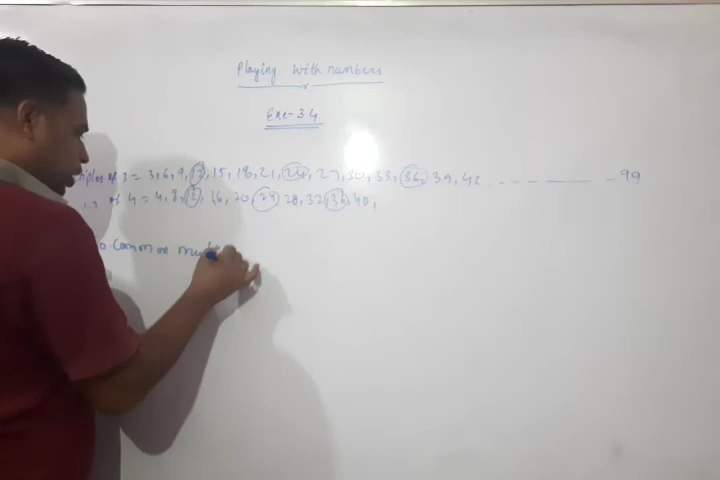 Playing with numbers
Exe-3.4
of 3 = 3,6,9,12,15,18,21,24,27,30,33,36,39,42 - - - - - - 99
,, of 4 = 4,8,12,16,20,24,28,32,36,40,
Common mul